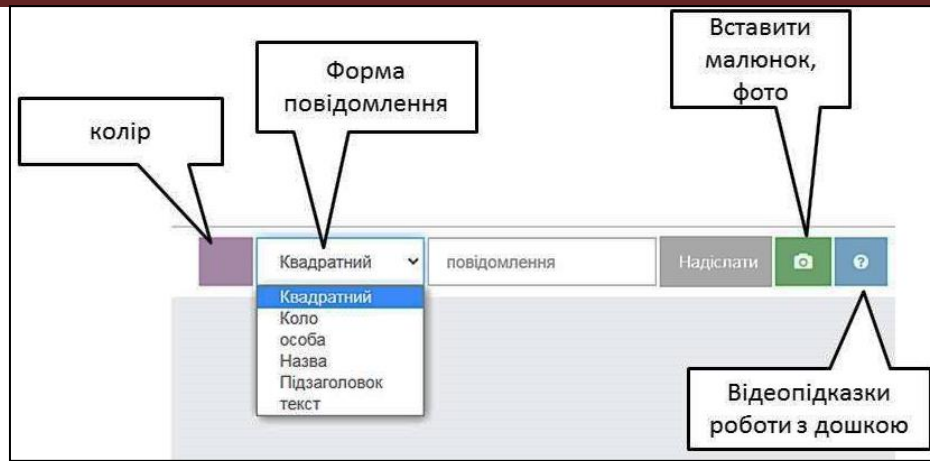 Вставити
малюнок,
фото
Форма
повідомлення
колір
Квадратний
повідомлення
Надіслати
Квадратний
Коло
особа
Назва
Підзаголовок
текст
Відеопідказки
роботи з дошкою